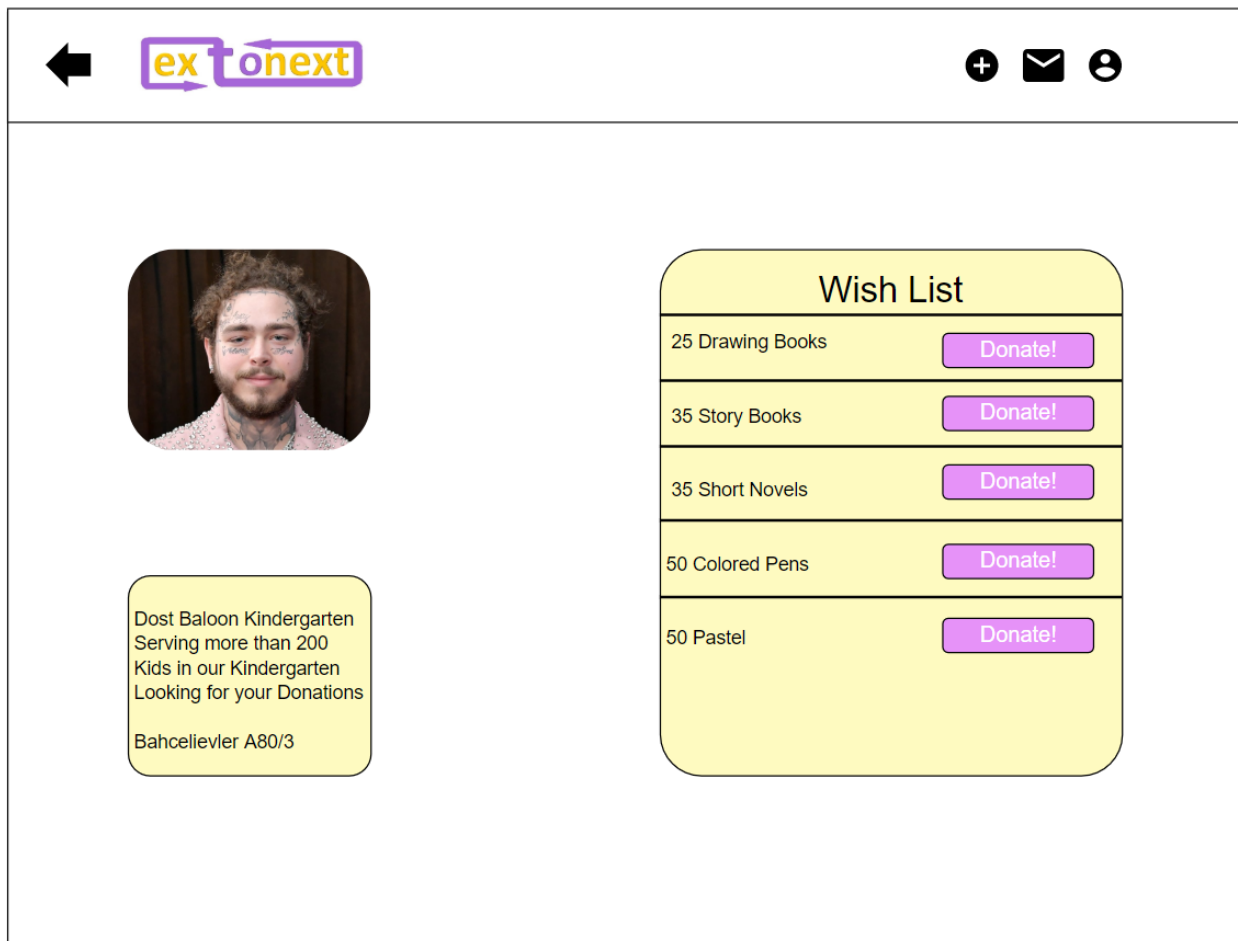 extonext
Wish List
25 Drawing Books
Donate!
35 Story Books
Donate!
35 Short Novels
Donate!
50 Colored Pens
Donate!
50 Pastel
Donate!
Dost Baloon Kindergarten
Serving more than 200
Kids in our Kindergarten
Looking for your Donations
Bahcelievler A80/3